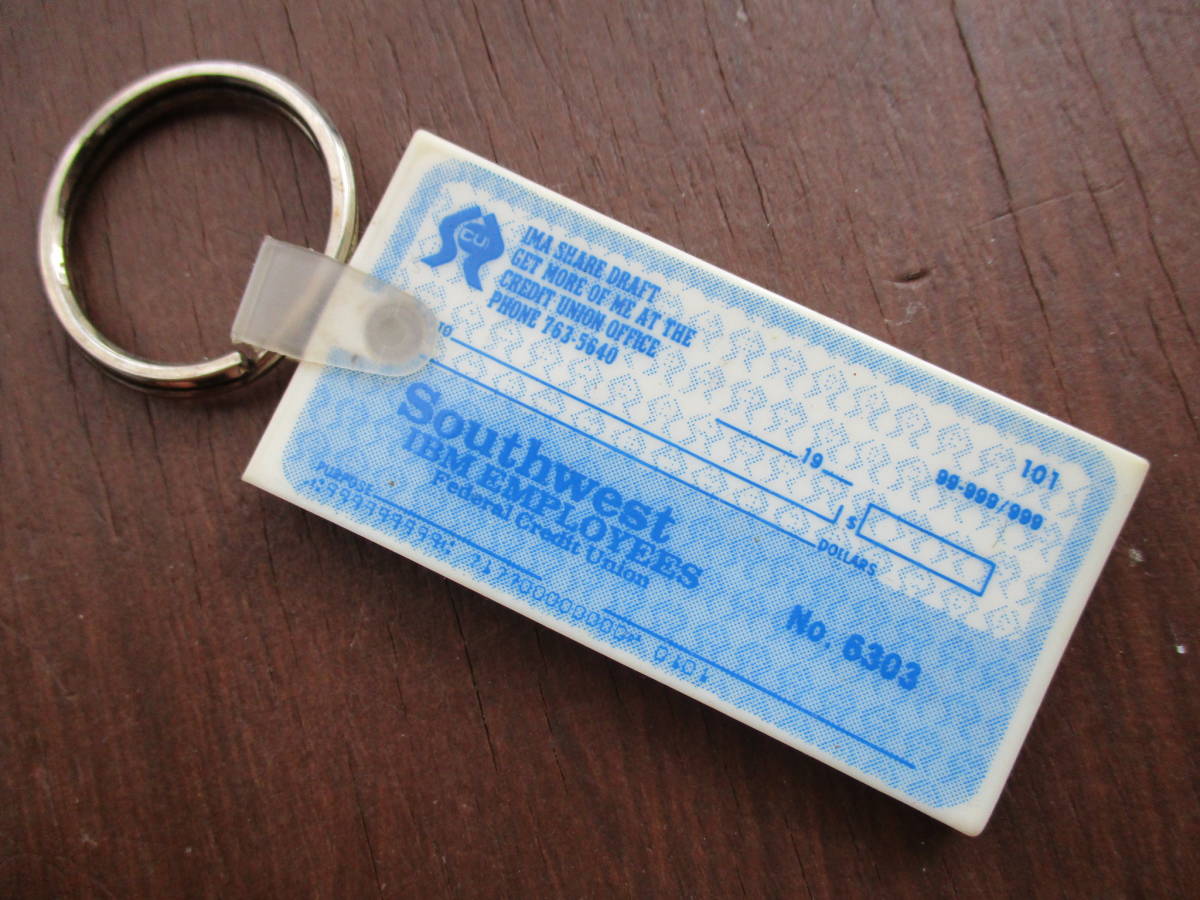 CU
IMA SHARE DRAFT
GET MORE OF ME AT THE
CREDIT UNION OFFICE
PHONE 763-5640
101
99-999/999
19
TO
$
DOLLARS
Southwest
IBM EMPLOYEES
Federal Credit Union
No. 6303
PURPOSE
1010